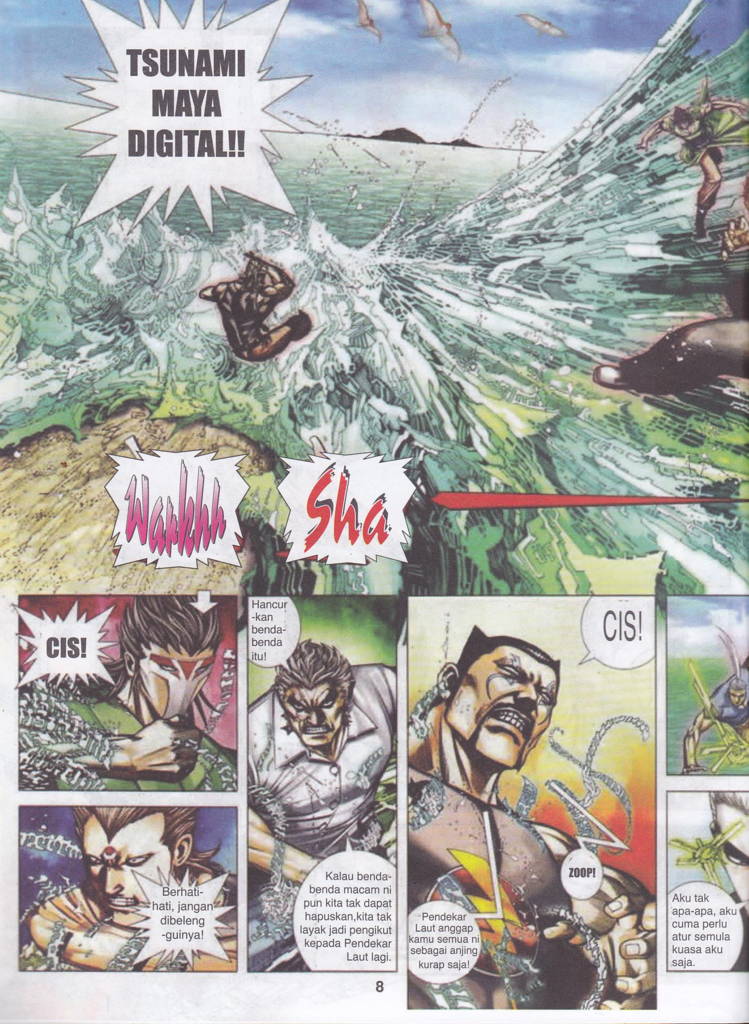 TSUNAMI
MAYA
DIGITAL!!
Warkhh
Sha
CIS!
Hancur
-kan
benda-
benda
itu!
CIS!
Berhati-
hati, jangan
dibeleng
-guinya!
Kalau benda-
benda macam ni
pun kita tak dapat
hapuskan,kita tak
layak jadi pengikut
kepada Pendekar
Laut lagi.
ZOOP!
Pendekar
Laut anggap
kamu semua ni
sebagai anjing
kurap saja!
Aku tak
apa-apa, aku
cuma perlu
atur semula
kuasa aku
saja.
8